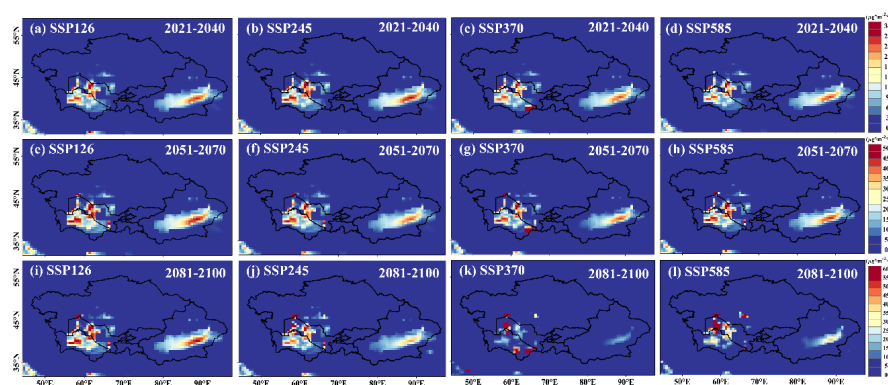 (a) SSP126 2021-2040
(b) SSP245 2021-2040
(c) SSP370 2021-2040
(d) SSP585 2021-2040
55°N
45°N
35°N
(e) SSP126 2051-2070
(f) SSP245 2051-2070
(g) SSP370 2051-2070
(h) SSP585 2051-2070
55°N
45°N
35°N
50
45
40
35
30
25
20
15
10
5
0
(i) SSP126 2081-2100
(j) SSP245 2081-2100
(k) SSP370 2081-2100
(l) SSP585 2081-2100
55°N
45°N
35°N
60
50
45
40
35
30
25
20
15
10
50°E 60°E 70°E 80°E 90°E 50°E 60°E 70°E 80°E 90°E 50°E 60°E 70°E 80°E 90°E 50°E 60°E 70°E 80°E 90°E